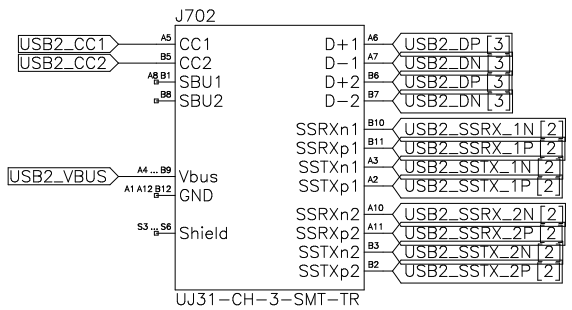 J702
USB2_CC1 A5 CC1 D+1 A6 USB2_DP [3]
USB2_CC2 B5 CC2 D-1 A7 USB2_DN [3]
A8 B1 SBU1 D+2 B6 USB2_DP [3]
B8 SBU2 D-2 B7 USB2_DN [3]
SSRXn1 B10 USB2_SSRX_1N [2]
SSRXp1 B11 USB2_SSRX_1P [2]
SSTXn1 A3 USB2_SSTX_1N [2]
USB2_VBUS A4 ... B9 Vbus SSTXp1 A2 USB2_SSTX_1P [2]
A1 A12 B12 GND
SSRXn2 A10 USB2_SSRX_2N [2]
S3 ... S6 Shield SSRXp2 A11 USB2_SSRX_2P [2]
SSTXn2 B3 USB2_SSTX_2N [2]
SSTXp2 B2 USB2_SSTX_2P [2]
UJ31-CH-3-SMT-TR